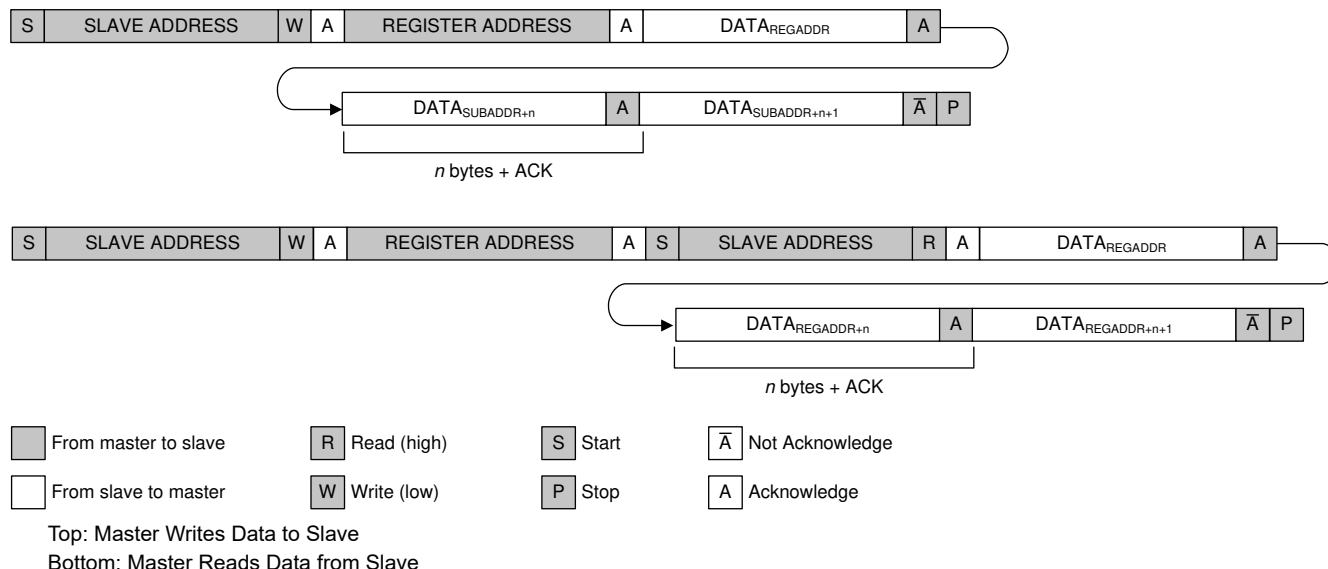 S SLAVE ADDRESS W A REGISTER ADDRESS A DATAREGADDR A
DATASUBADDR+n A DATASUBADDR+n+1 A̅ P
n bytes + ACK
S SLAVE ADDRESS W A REGISTER ADDRESS A S SLAVE ADDRESS R A DATAREGADDR A
DATAREGADDR+n A DATAREGADDR+n+1 A̅ P
n bytes + ACK
From master to slave R Read (high) S Start A̅ Not Acknowledge
From slave to master W Write (low) P Stop A Acknowledge
Top: Master Writes Data to Slave
Bottom: Master Reads Data from Slave